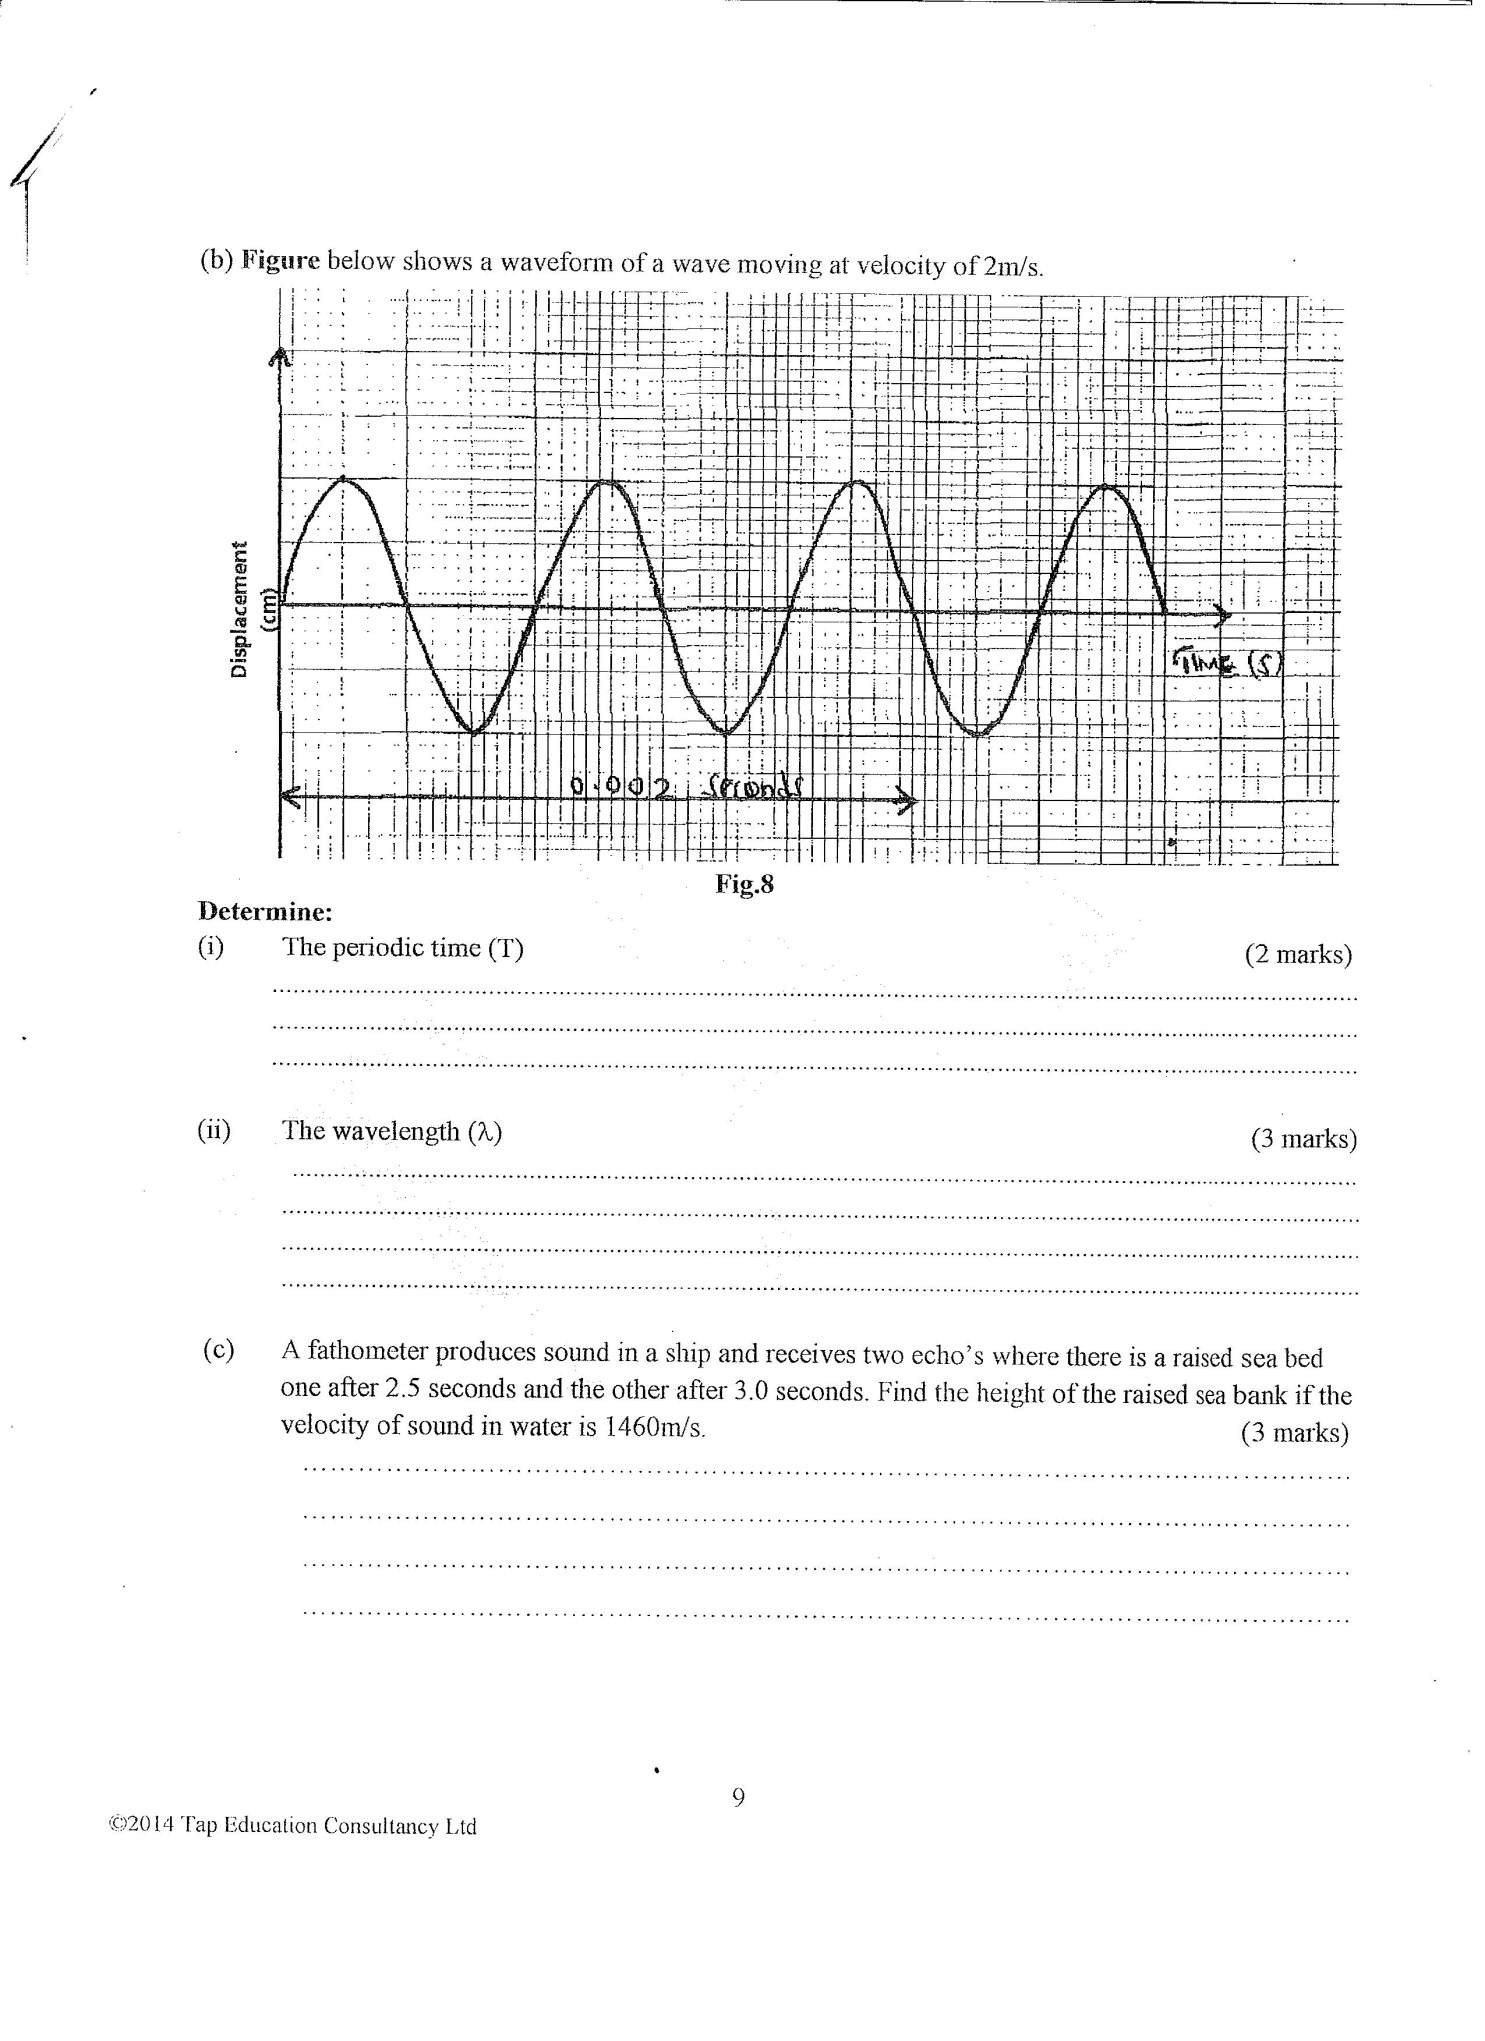 (b) Figure below shows a waveform of a wave moving at velocity of 2m/s.
Displacement
(cm)
TIME (S)
0.002 seconds
Fig.8
Determine:
(i) The periodic time (T) (2 marks)
(ii) The wavelength (λ) (3 marks)
(c) A fathometer produces sound in a ship and receives two echo's where there is a raised sea bed
one after 2.5 seconds and the other after 3.0 seconds. Find the height of the raised sea bank if the
velocity of sound in water is 1460m/s. (3 marks)
9
©2014 Tap Education Consultancy Ltd